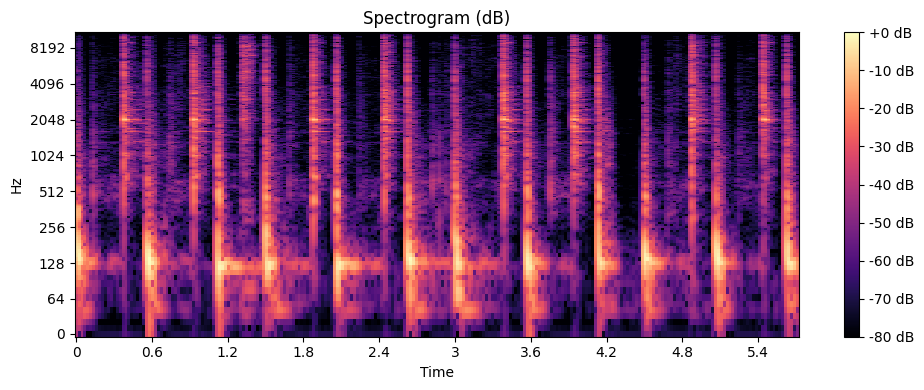 Spectrogram (dB)
8192
4096
2048
1024
512
256
128
64
0
Hz
0 0.6 1.2 1.8 2.4 3 3.6 4.2 4.8 5.4
Time
+0 dB
-10 dB
-20 dB
-30 dB
-40 dB
-50 dB
-60 dB
-70 dB
-80 dB